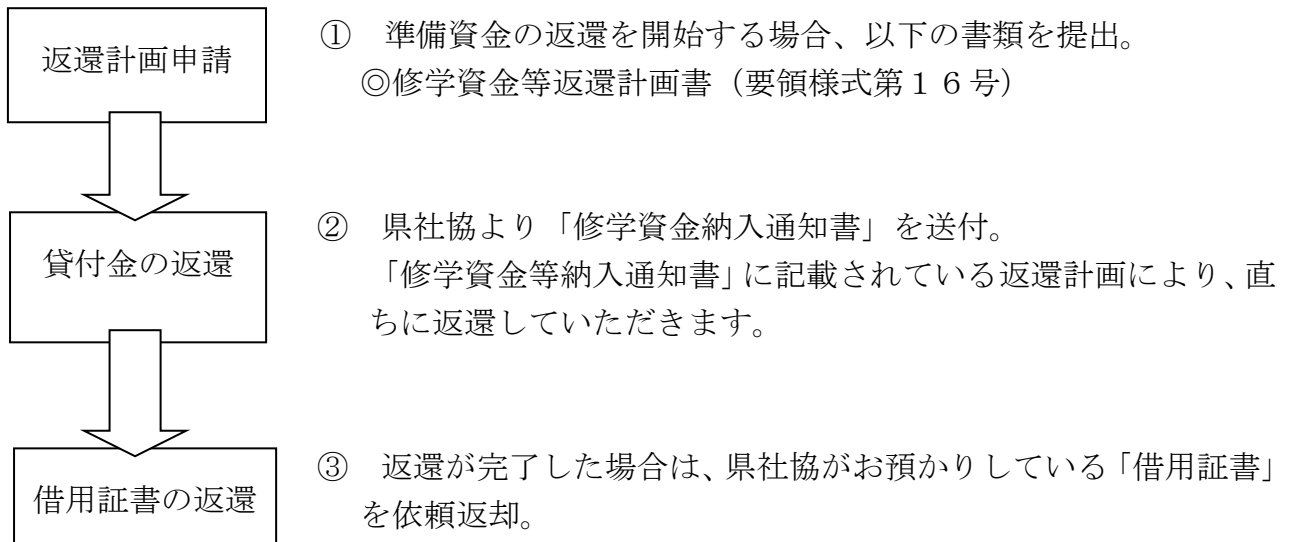 返還計画申請
① 準備資金の返還を開始する場合、以下の書類を提出。
◎修学資金等返還計画書（要領様式第１６号）
貸付金の返還
② 県社協より「修学資金納入通知書」を送付。
「修学資金等納入通知書」に記載されている返還計画により、直
ちに返還していただきます。
借用証書の返還
③ 返還が完了した場合は、県社協がお預かりしている「借用証書」
を依頼返却。